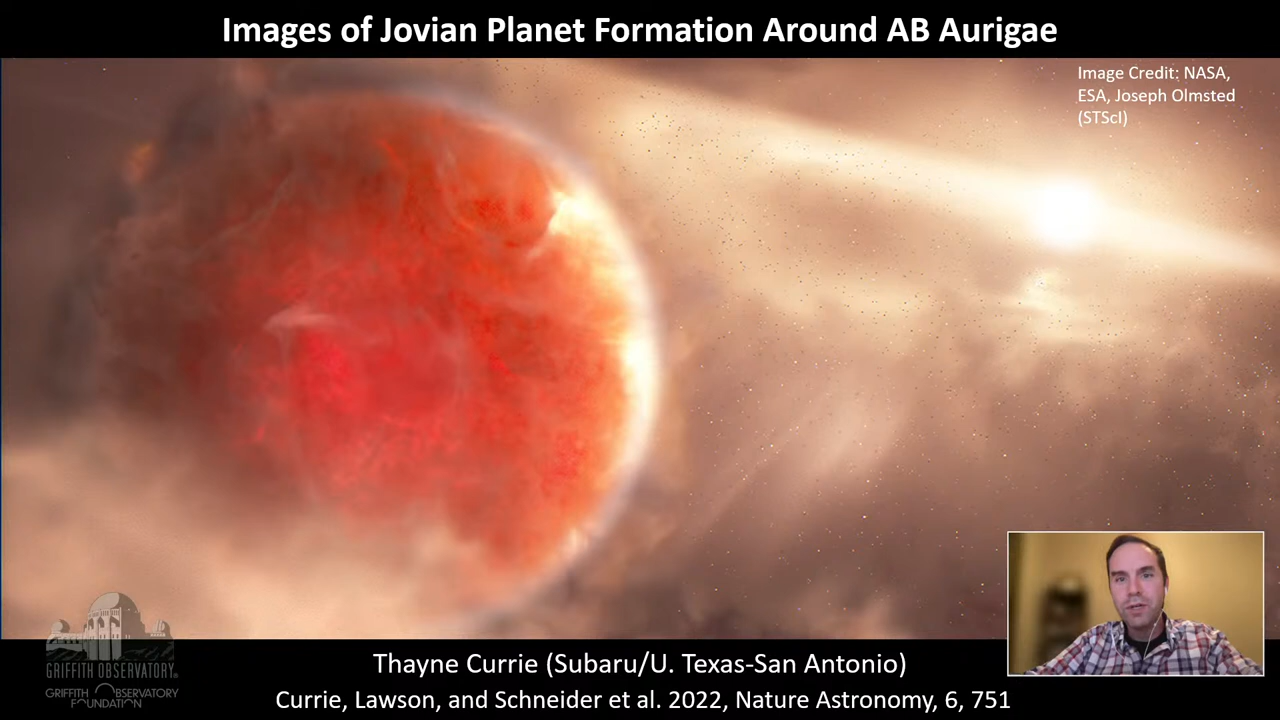 Images of Jovian Planet Formation Around AB Aurigae
Image Credit: NASA,
ESA, Joseph Olmsted
(STScI)
GRIFFITH OBSERVATORY
GRIFFITH OBSERVATORY
FOUNDATION
Thayne Currie (Subaru/U. Texas-San Antonio)
Currie, Lawson, and Schneider et al. 2022, Nature Astronomy, 6, 751